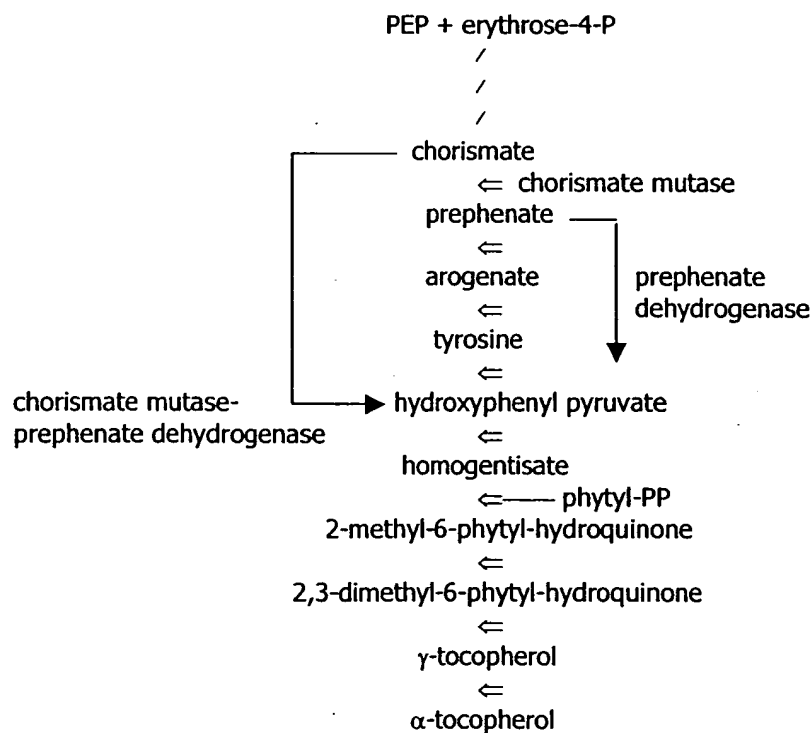 PEP + erythrose-4-P
chorismate
⇐ chorismate mutase
prephenate
⇐
arogenate
⇐
tyrosine
⇐
prephenate
dehydrogenase
chorismate mutase-
prephenate dehydrogenase
hydroxyphenyl pyruvate
⇐
homogentisate
⇐ phytyl-PP
2-methyl-6-phytyl-hydroquinone
⇐
2,3-dimethyl-6-phytyl-hydroquinone
⇐
γ-tocopherol
⇐
α-tocopherol